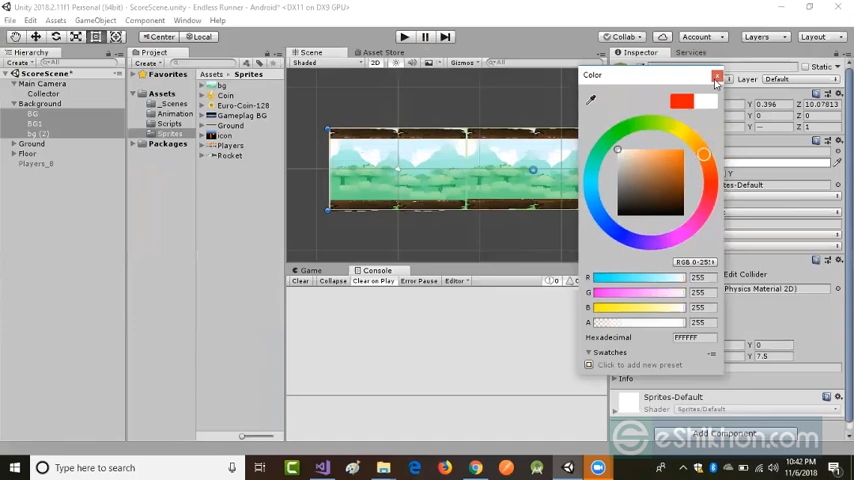 Unity 2018.2.11f1 Personal (64bit) - ScoreScene.unity - Endless Runner - Android* <DX11 on DX9 GPU>
File Edit Assets GameObject Component Window Help
Center Local Collab Account Layers Layout
Hierarchy Project Scene Asset Store Inspector Services
Create All Create Shaded 2D Gizmos All Static
ScoreScene* Favorites Assets Sprites Color Layer Default
Main Camera Assets bg
Collector _Scenes Coin
Background Animation Euro-Coin-128 0.396 Z 10.07813
BG Scripts Gameplag BG Y 0 Z 0
BG1 Sprites Ground Y — Z 1
bg (2) Packages icon
Ground Players
Floor Rocket
Players_8
Y
ds-Default
RGB 0-255
Game Console
Clear Collapse Clear on Play Error Pause Editor 0
R 255
G 255
B 255
A 255
Hexadecimal FFFFFF
Swatches
Click to add new preset
Edit Collider
(Physics Material 2D)
Y 0
Y 7.5
Info
Sprites-Default
Shader Sprites/Default
Add Component
eShikhon.com
Type here to search
10:42 PM
11/6/2018